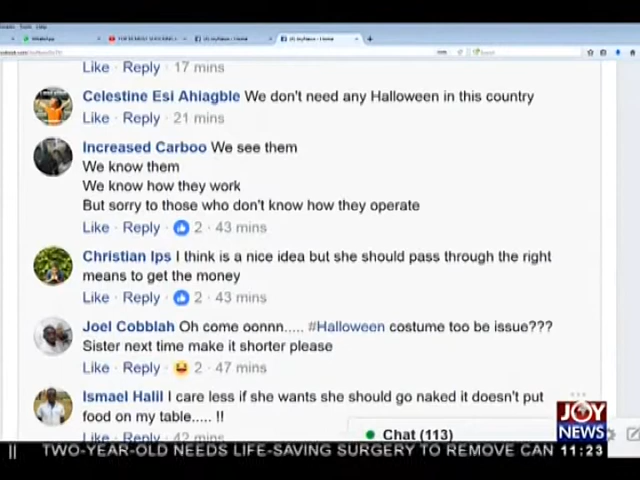 WhatsApp
Like · Reply · 17 mins
Celestine Esi Ahiagble We don't need any Halloween in this country
Like · Reply · 21 mins
Increased Carboo We see them
We know them
We know how they work
But sorry to those who don't know how they operate
Like · Reply · 2 · 43 mins
Christian Ips I think is a nice idea but she should pass through the right
means to get the money
Like · Reply · 2 · 43 mins
Joel Cobblah Oh come oonnn..... #Halloween costume too be issue???
Sister next time make it shorter please
Like · Reply · 2 · 47 mins
Ismael Halil I care less if she wants she should go naked it doesn't put
food on my table..... !!
Like · Reply · 42 mins
Chat (113)
JOY
NEWS
|| TWO-YEAR-OLD NEEDS LIFE-SAVING SURGERY TO REMOVE CAN 11:23